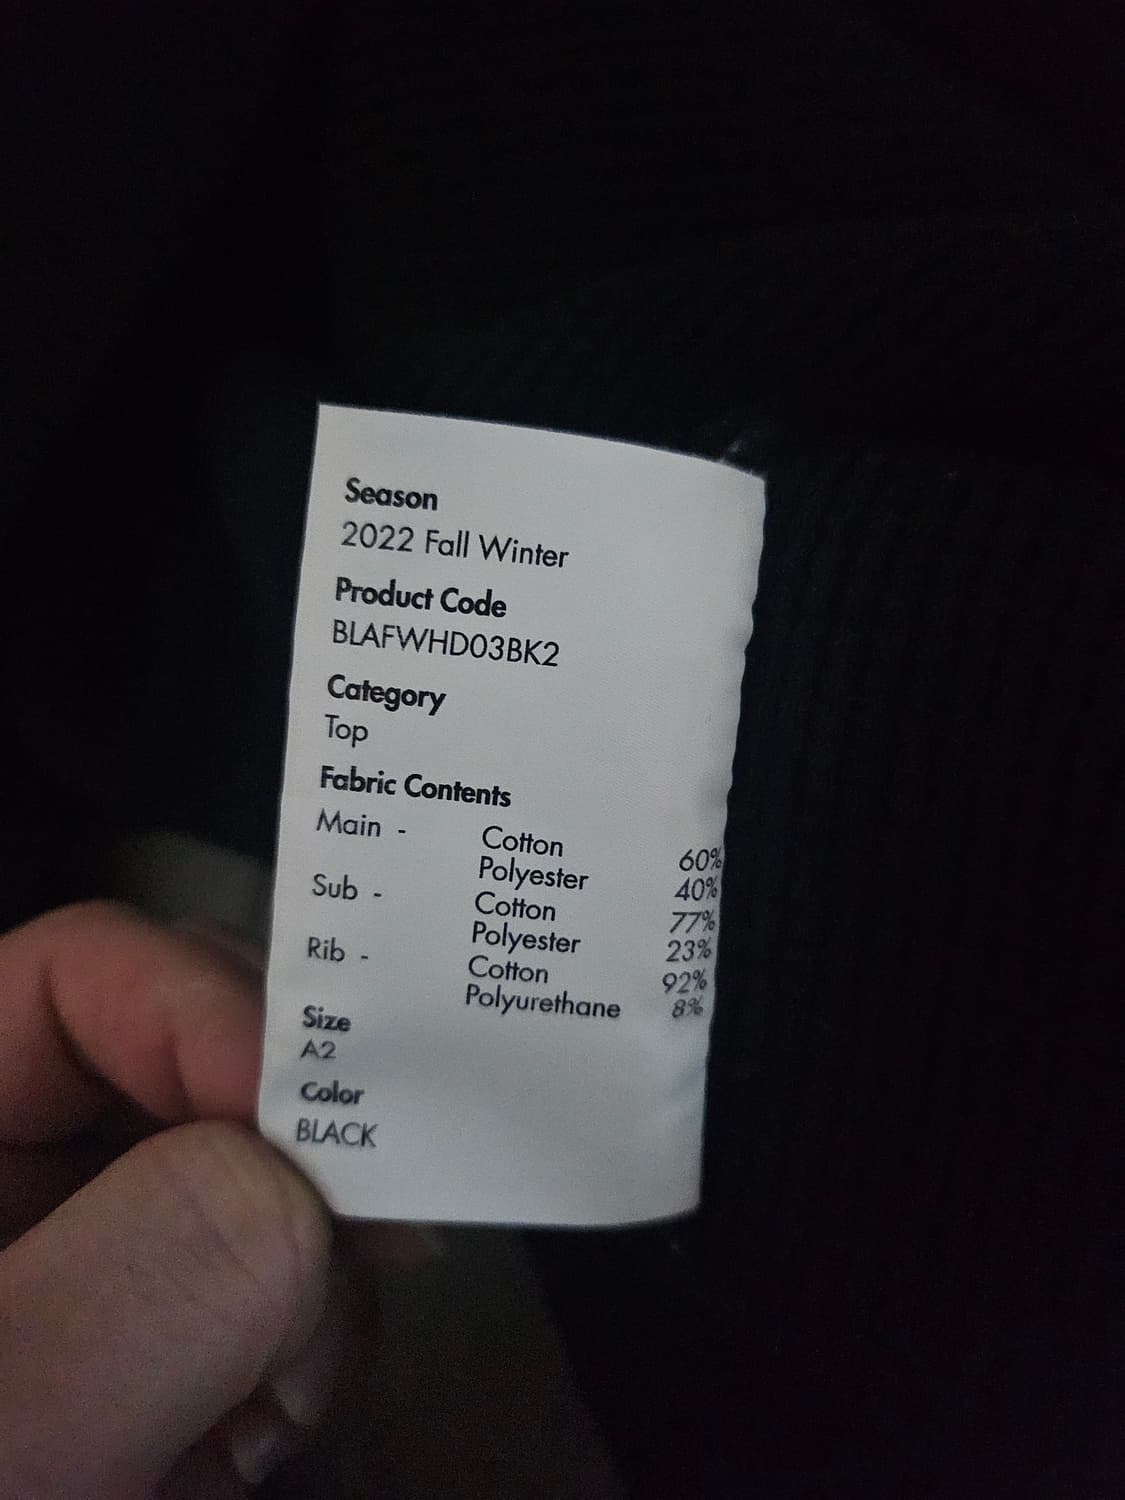 Season
2022 Fall Winter
Product Code
BLAFWHD03BK2
Category
Top
Fabric Contents
Main - Cotton 60%
Polyester 40%
Sub - Cotton 77%
Polyester 23%
Rib - Cotton 92%
Polyurethane 8%
Size
A2
Color
BLACK